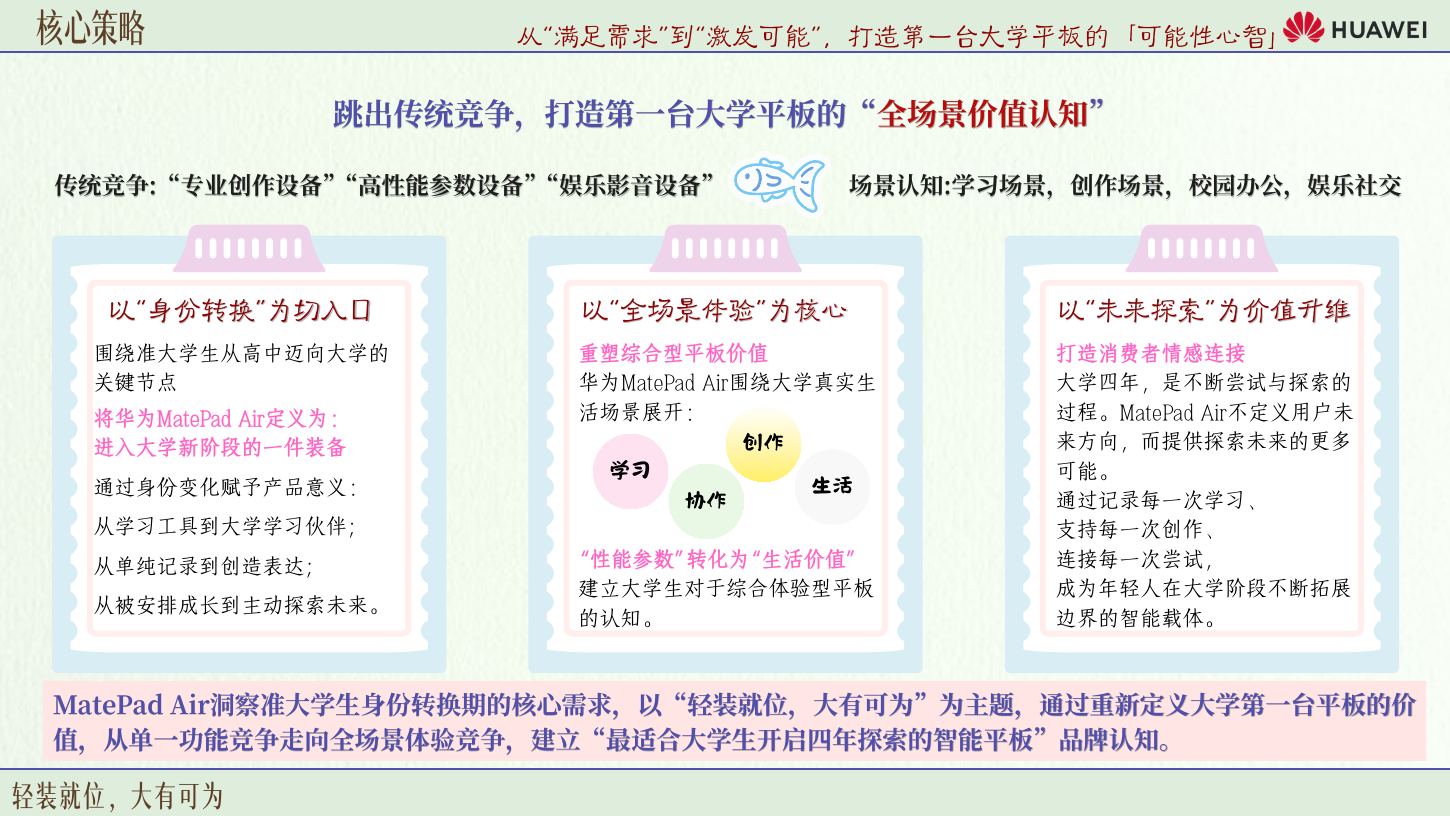 核心策略
从“满足需求”到“激发可能”，打造第一台大学平板的「可能性心智」
HUAWEI
跳出传统竞争，打造第一台大学平板的“全场景价值认知”
传统竞争:“专业创作设备”“高性能参数设备”“娱乐影音设备”
场景认知:学习场景，创作场景，校园办公，娱乐社交
以“身份转换”为切入口
围绕准大学生从高中迈向大学的
关键节点
将华为MatePad Air定义为：
进入大学新阶段的一件装备
通过身份变化赋予产品意义：
从学习工具到大学学习伙伴；
从单纯记录到创造表达；
从被安排成长到主动探索未来。
以“全场景体验”为核心
重塑综合型平板价值
华为MatePad Air围绕大学真实生
活场景展开：
学习
协作
创作
生活
“性能参数”转化为“生活价值”
建立大学生对于综合体验型平板
的认知。
以“未来探索”为价值升维
打造消费者情感连接
大学四年，是不断尝试与探索的
过程。MatePad Air不定义用户未
来方向，而提供探索未来的更多
可能。
通过记录每一次学习、
支持每一次创作、
连接每一次尝试，
成为年轻人在大学阶段不断拓展
边界的智能载体。
MatePad Air洞察准大学生身份转换期的核心需求，以“轻装就位，大有可为”为主题，通过重新定义大学第一台平板的价
值，从单一功能竞争走向全场景体验竞争，建立“最适合大学生开启四年探索的智能平板”品牌认知。
轻装就位，大有可为